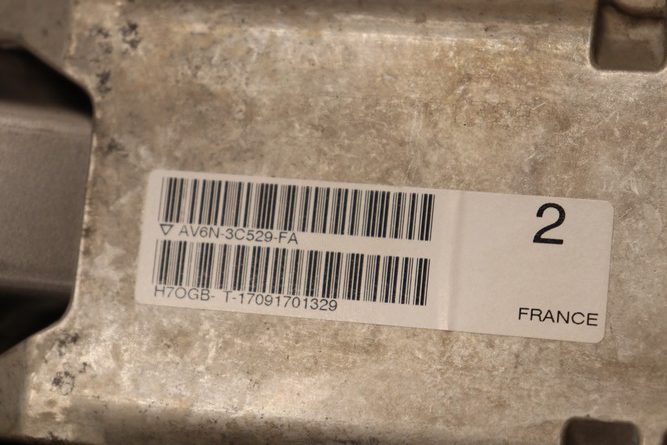 ▽ AV6N-3C529-FA
H7OGB- T-17091701329
2
FRANCE